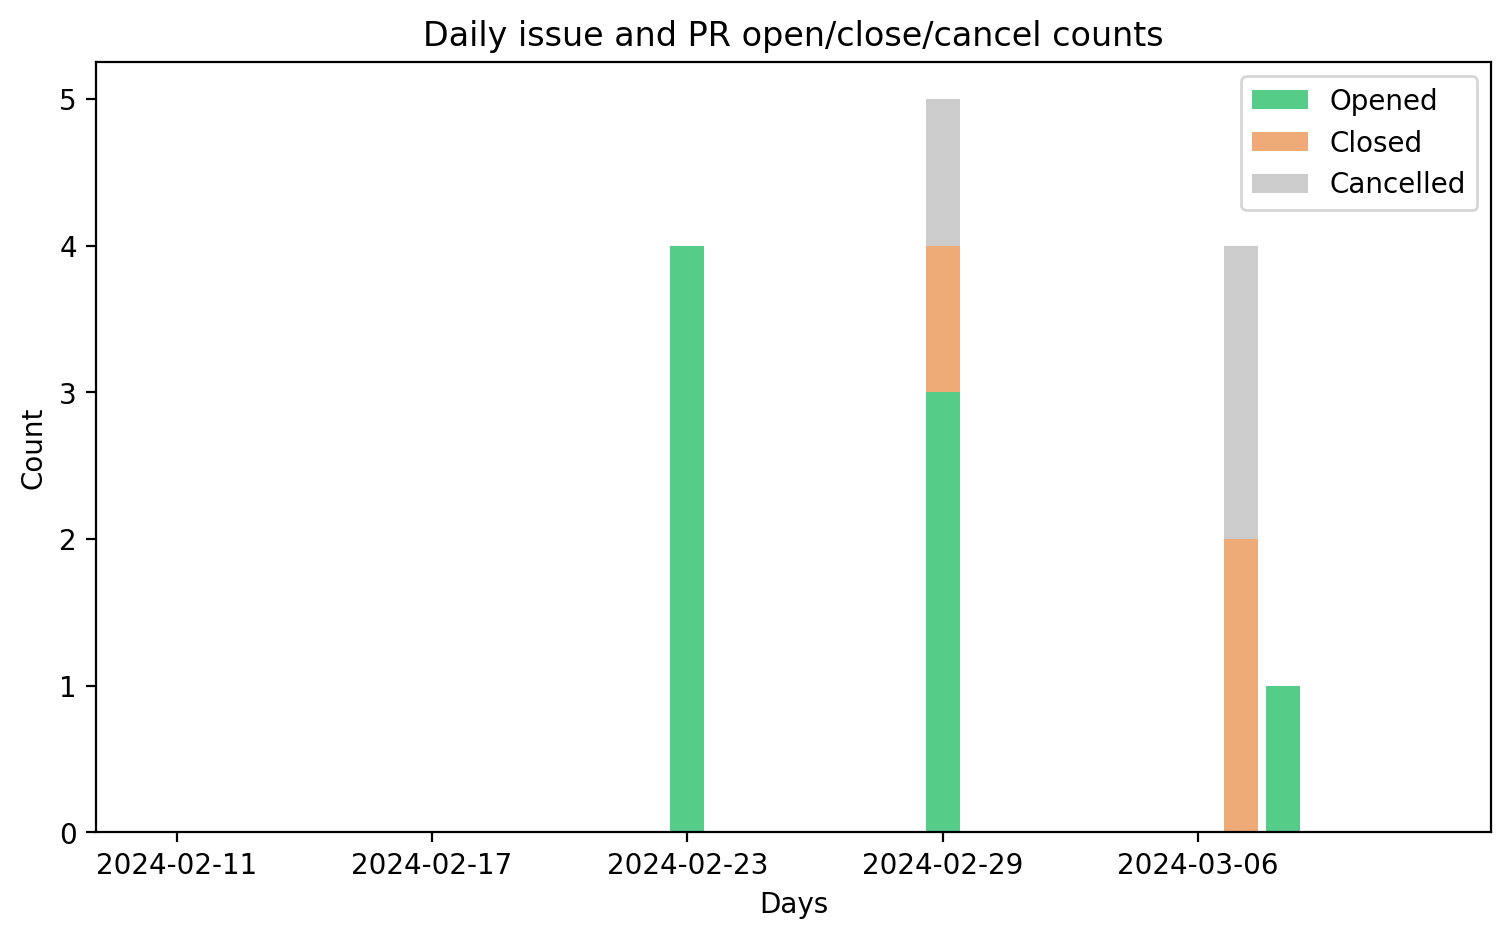 Daily issue and PR open/close/cancel counts
Opened
Closed
Cancelled
Count
5
4
3
2
1
0
2024-02-11 2024-02-17 2024-02-23 2024-02-29 2024-03-06
Days